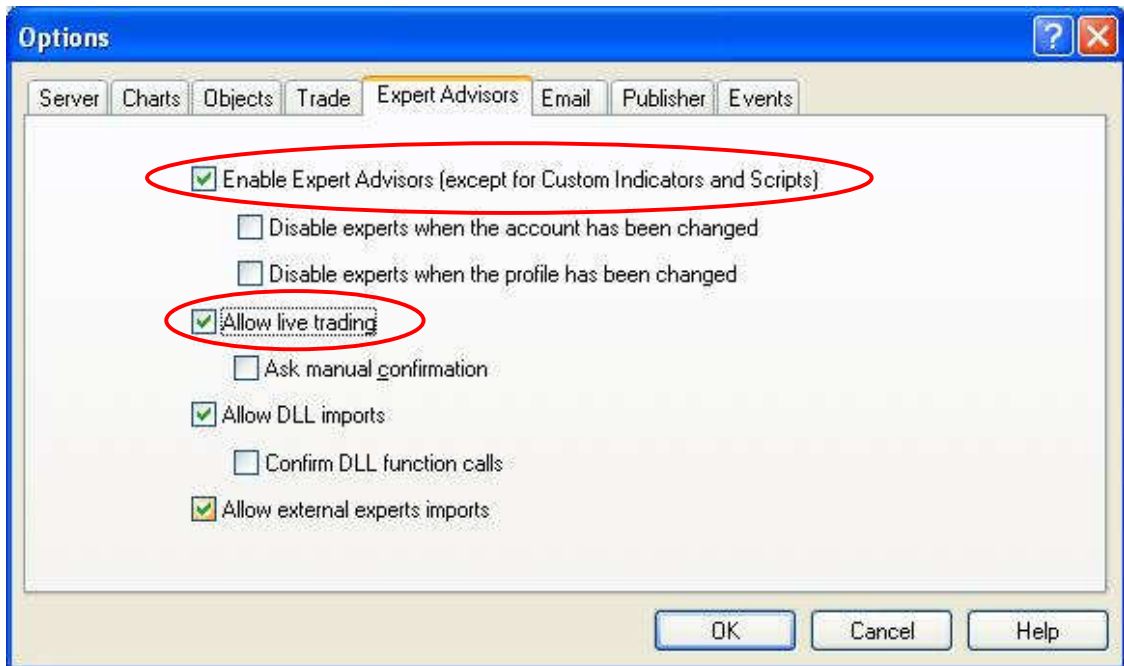 Options
Server Charts Objects Trade Expert Advisors Email Publisher Events
Enable Expert Advisors (except for Custom Indicators and Scripts)
Disable experts when the account has been changed
Disable experts when the profile has been changed
Allow live trading
Ask manual confirmation
Allow DLL imports
Confirm DLL function calls
Allow external experts imports
OK Cancel Help